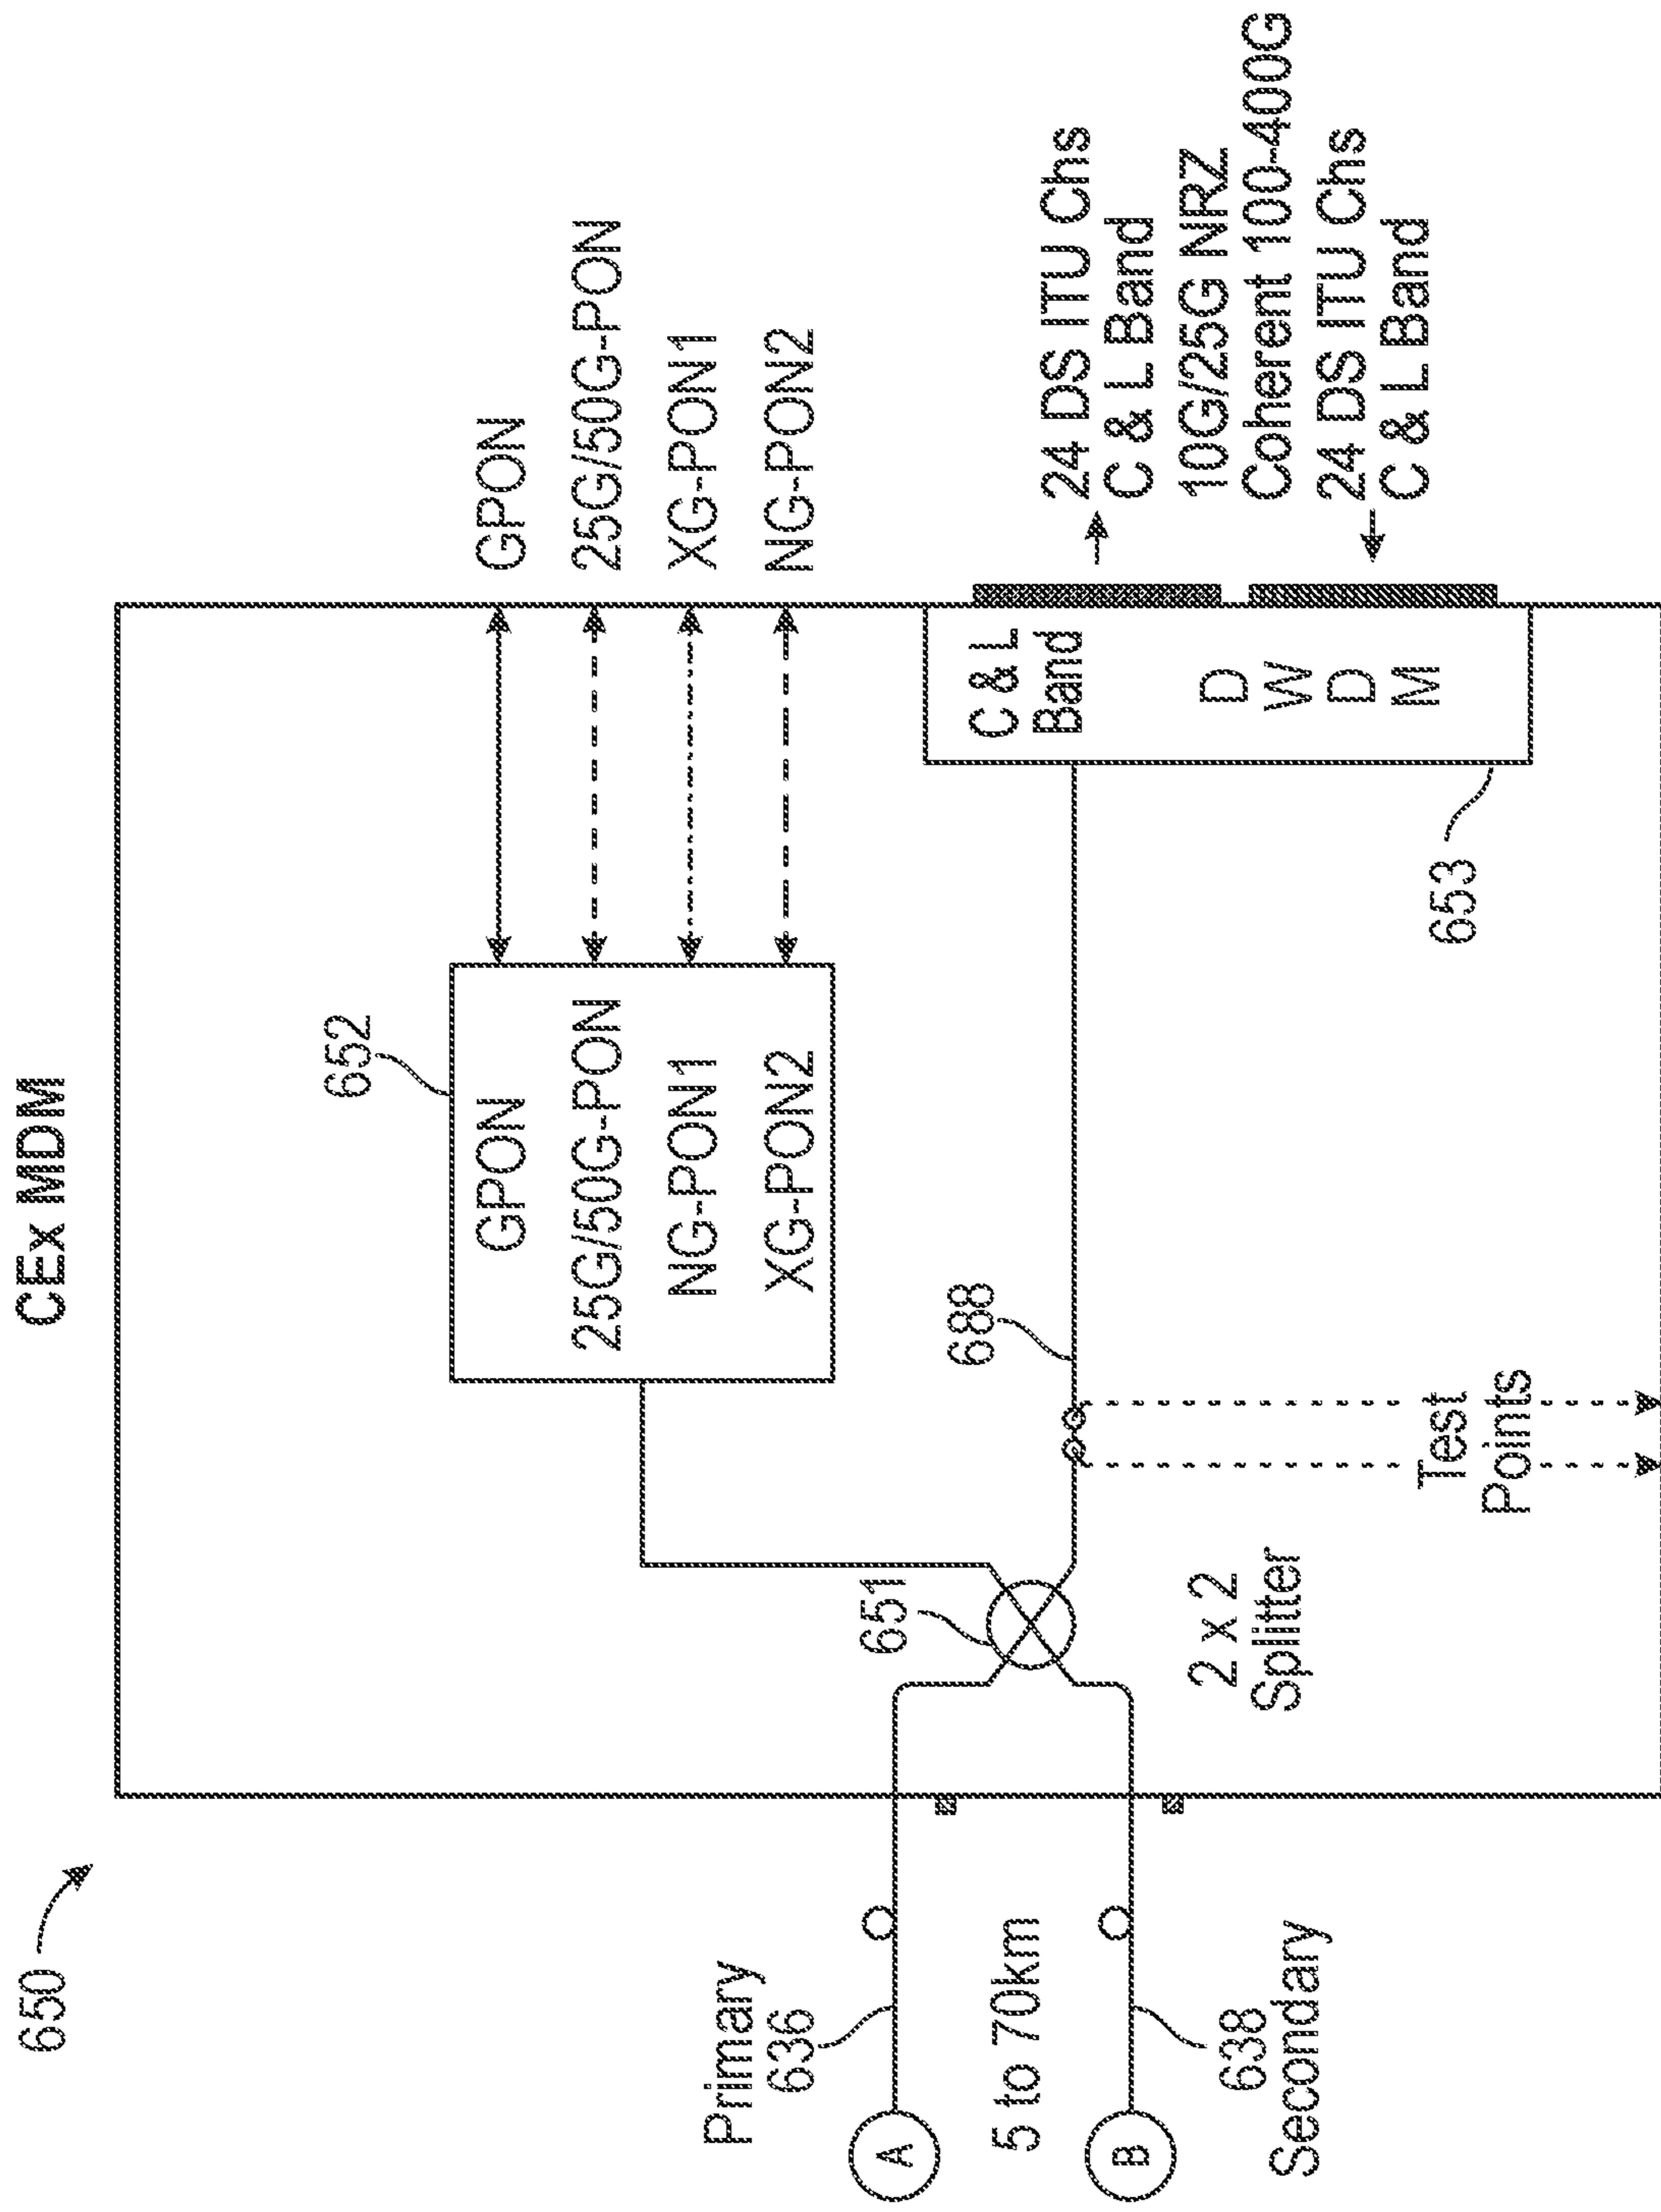 650
CEx MDM
652
GPON
25G/50G-PON
NG-PON1
XG-PON2
GPON
25G/50G-PON
XG-PON1
NG-PON2
Primary
636
A
5 to 70km
B
638
Secondary
651
2 x 2
Splitter
688
Test
Points
653
C & L
Band
D
W
D
M
24 DS ITU Chs
C & L Band
10G/25G NRZ
Coherent 100-400G
24 DS ITU Chs
C & L Band